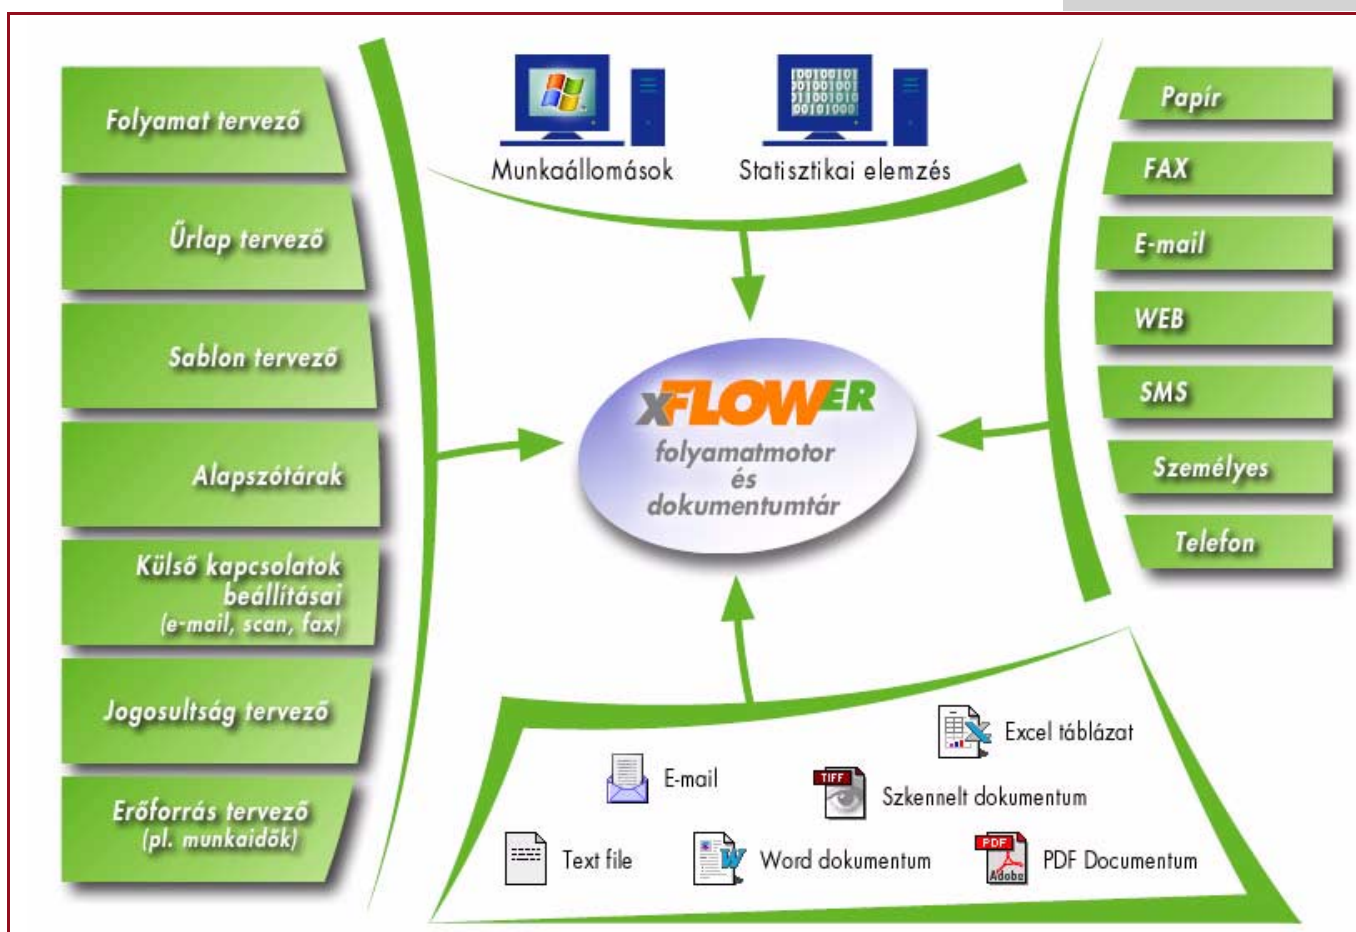 Folyamat tervező
Űrlap tervező
Sablon tervező
Alapszótárak
Külső kapcsolatok
beállításai
(e-mail, scan, fax)
Jogosultság tervező
Erőforrás tervező
(pl. munkaidők)
Munkaállomások
100100101
Statisztikai elemzés
xFLOWER
folyamatmotor
és
dokumentumtár
Papír
FAX
E-mail
WEB
SMS
Személyes
Telefon
Excel táblázat
E-mail
TIFF
Szkennelt dokumentum
Text file
W
Word dokumentum
PDF
Adobe
PDF Documentum